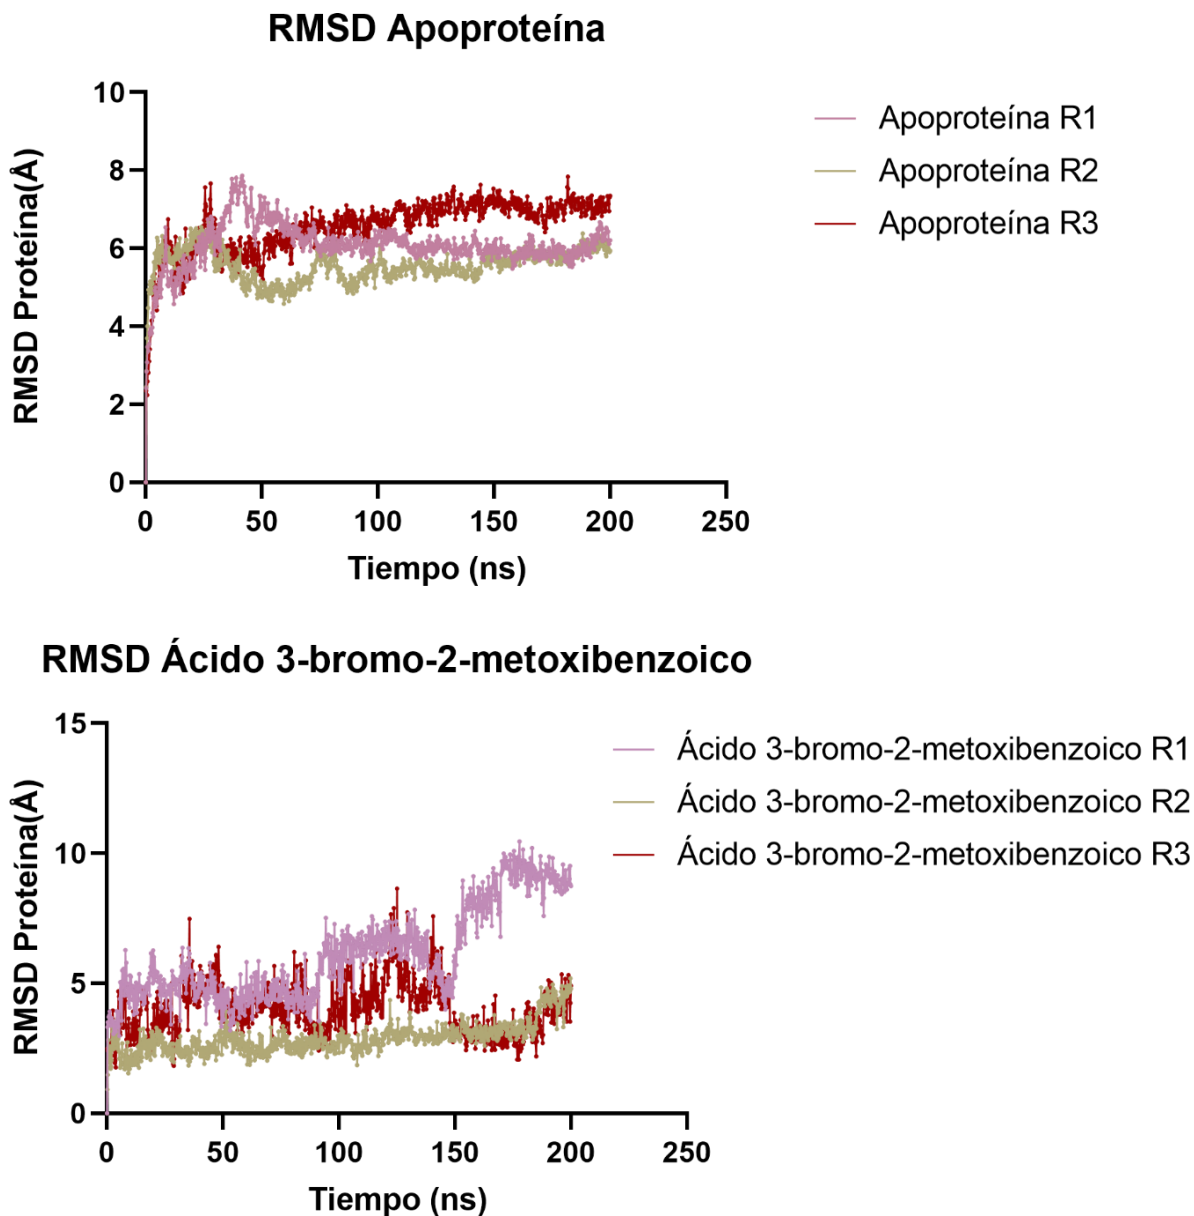 RMSD Apoproteína
10
8
6
4
2
0
RMSD Proteína(Å)
0 50 100 150 200 250
Tiempo (ns)
Apoproteína R1
Apoproteína R2
Apoproteína R3
RMSD Ácido 3-bromo-2-metoxibenzoico
15
10
5
0
RMSD Proteína(Å)
0 50 100 150 200 250
Tiempo (ns)
Ácido 3-bromo-2-metoxibenzoico R1
Ácido 3-bromo-2-metoxibenzoico R2
Ácido 3-bromo-2-metoxibenzoico R3